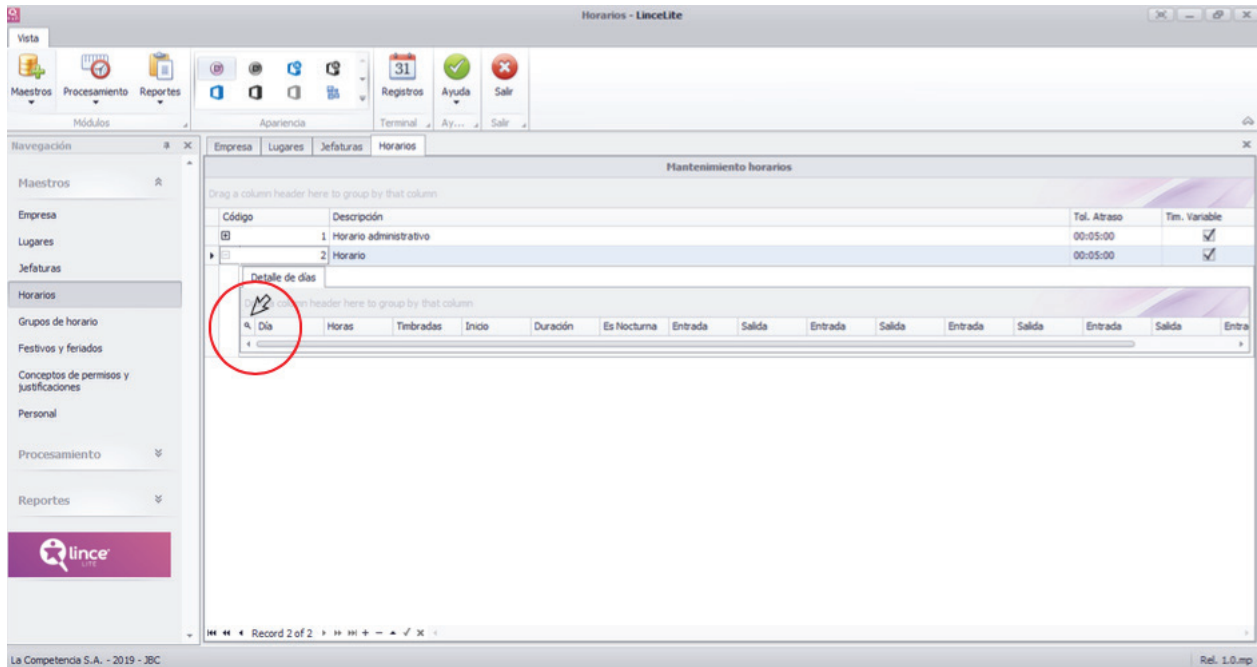 Horarios - LinceLite
Vista
31
Maestros Procesamiento Reportes Registros Ayuda Salir
Módulos Apariencia Terminal Ay... Salir
Navegación
Empresa Lugares Jefaturas Horarios
Mantenimiento horarios
Maestros
Drag a column header here to group by that column
Empresa
Código Descripción Tol. Atraso Tim. Variable
1 Horario administrativo 00:05:00
Lugares
2 Horario 00:05:00
Jefaturas
Detalle de días
Horarios
column header here to group by that column
Grupos de horario
Día Horas Timbradas Inicio Duración Es Nocturna Entrada Salida Entrada Salida Entrada Salida Entrada Salida Entra
Festivos y feriados
Conceptos de permisos y
justificaciones
Personal
Procesamiento
Reportes
lince
LITE
Record 2 of 2
La Competencia S.A. - 2019 - JBC Rel. 1.0.mp